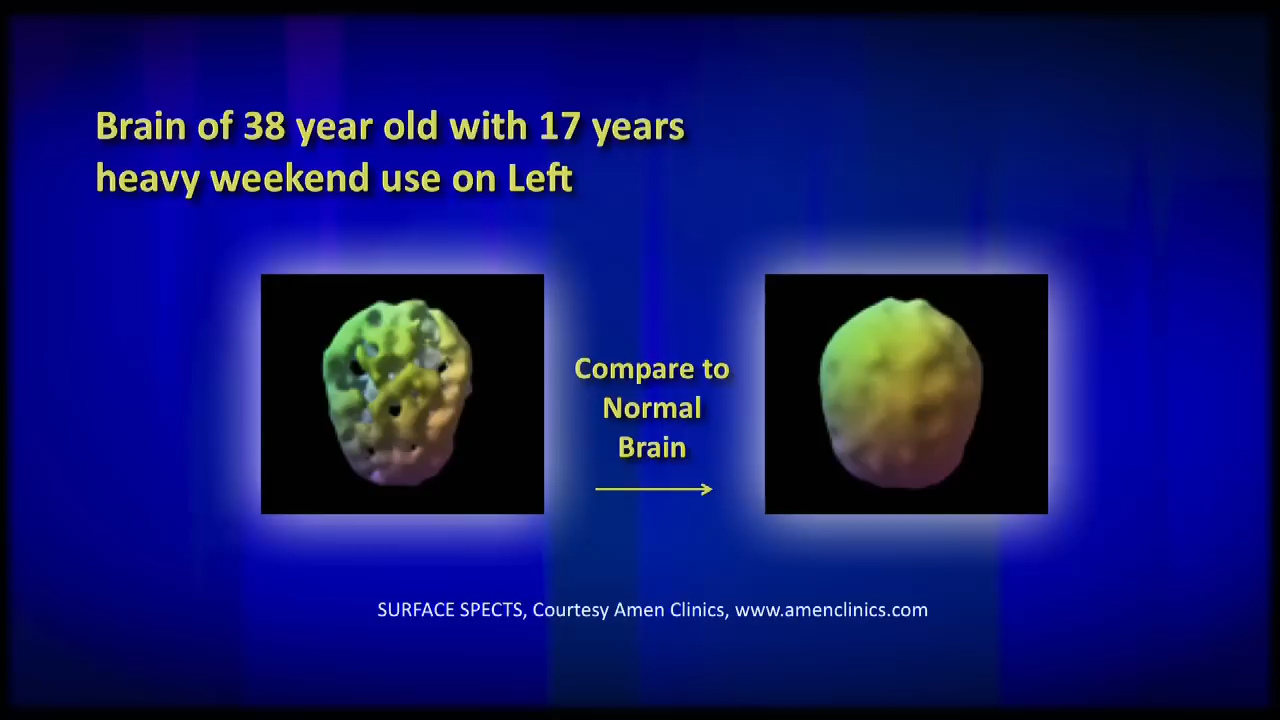 Brain of 38 year old with 17 years
heavy weekend use on Left
Compare to
Normal
Brain
SURFACE SPECTS, Courtesy Amen Clinics, www.amenclinics.com